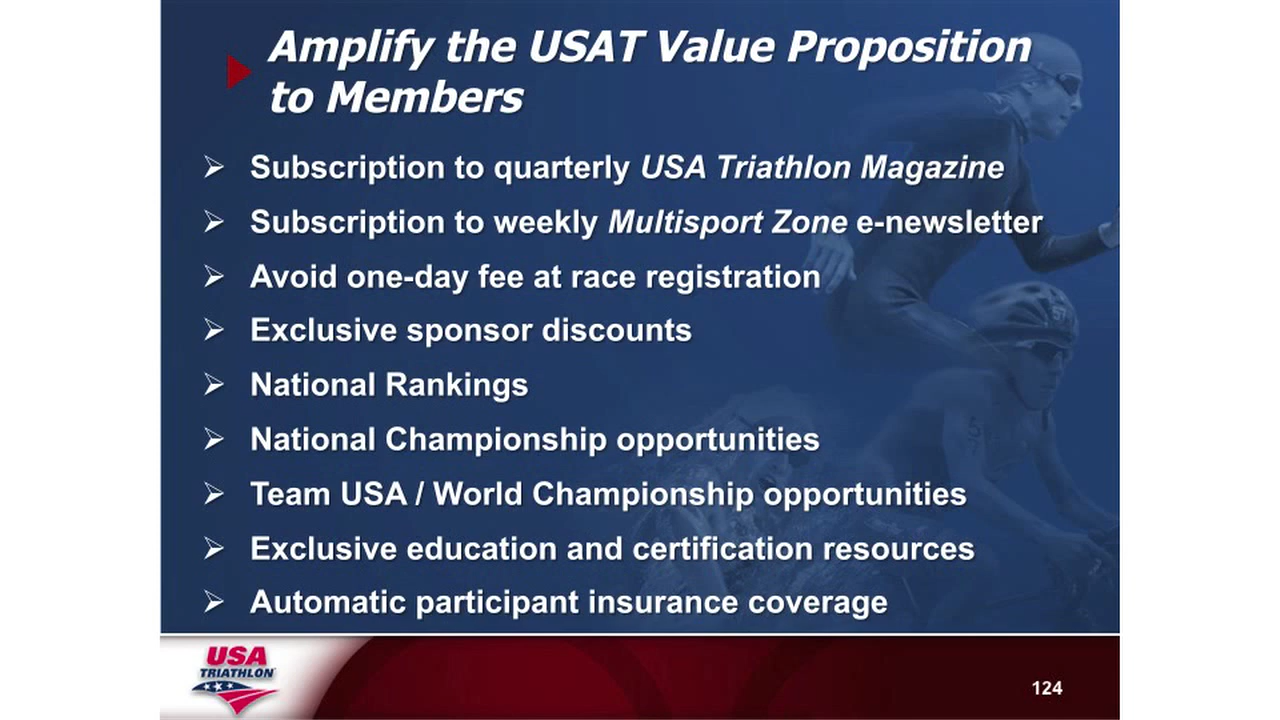 Amplify the USAT Value Proposition
to Members
Subscription to quarterly USA Triathlon Magazine
Subscription to weekly Multisport Zone e-newsletter
Avoid one-day fee at race registration
Exclusive sponsor discounts
National Rankings
National Championship opportunities
Team USA / World Championship opportunities
Exclusive education and certification resources
Automatic participant insurance coverage
USA
TRIATHLON
124